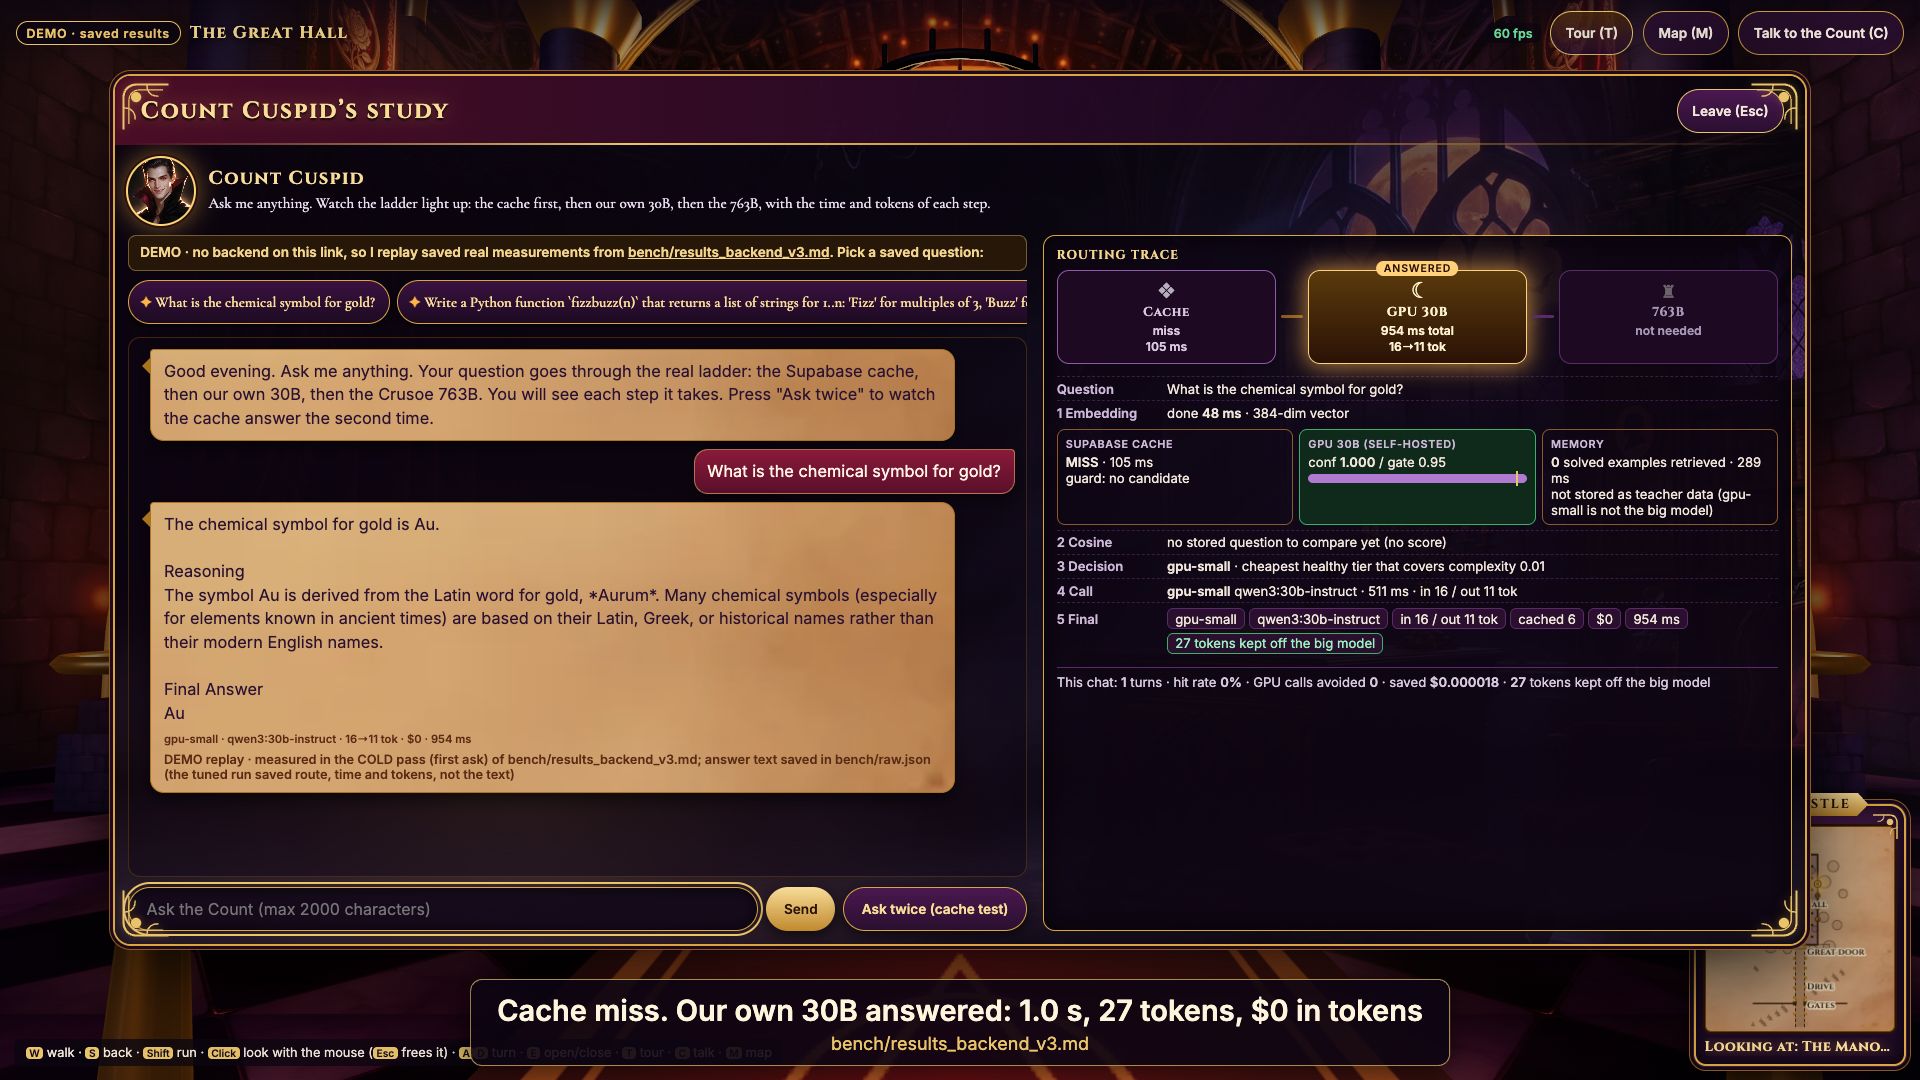 DEMO · saved results
The Great Hall
60 fps
Tour (T)
Map (M)
Talk to the Count (C)
Count Cuspid's study
Leave (Esc)
Count Cuspid
Ask me anything. Watch the ladder light up: the cache first, then our own 30B, then the 763B, with the time and tokens of each step.
DEMO · no backend on this link, so I replay saved real measurements from bench/results_backend_v3.md. Pick a saved question:
✦ What is the chemical symbol for gold?
✦ Write a Python function `fizzbuzz(n)` that returns a list of strings for 1..n: 'Fizz' for multiples of 3, 'Buzz' f
Good evening. Ask me anything. Your question goes through the real ladder: the Supabase cache,
then our own 30B, then the Crusoe 763B. You will see each step it takes. Press "Ask twice" to watch
the cache answer the second time.
What is the chemical symbol for gold?
The chemical symbol for gold is Au.
Reasoning
The symbol Au is derived from the Latin word for gold, *Aurum*. Many chemical symbols (especially
for elements known in ancient times) are based on their Latin, Greek, or historical names rather than
their modern English names.
Final Answer
Au
gpu-small · qwen3:30b-instruct · 16→11 tok · $0 · 954 ms
DEMO replay · measured in the COLD pass (first ask) of bench/results_backend_v3.md; answer text saved in bench/raw.json
(the tuned run saved route, time and tokens, not the text)
Ask the Count (max 2000 characters)
Send
Ask twice (cache test)
ROUTING TRACE
Cache
miss
105 ms
ANSWERED
GPU 30B
954 ms total
16→11 tok
763B
not needed
Question What is the chemical symbol for gold?
1 Embedding done 48 ms · 384-dim vector
SUPABASE CACHE
MISS · 105 ms
guard: no candidate
GPU 30B (SELF-HOSTED)
conf 1.000 / gate 0.95
MEMORY
0 solved examples retrieved · 289
ms
not stored as teacher data (gpu-
small is not the big model)
2 Cosine no stored question to compare yet (no score)
3 Decision gpu-small · cheapest healthy tier that covers complexity 0.01
4 Call gpu-small qwen3:30b-instruct · 511 ms · in 16 / out 11 tok
5 Final gpu-small qwen3:30b-instruct in 16 / out 11 tok cached 6 $0 954 ms
27 tokens kept off the big model
This chat: 1 turns · hit rate 0% · GPU calls avoided 0 · saved $0.000018 · 27 tokens kept off the big model
STLE
ALL
GREAT DOOR
DRIVE
GATES
Looking at: The Mano...
Cache miss. Our own 30B answered: 1.0 s, 27 tokens, $0 in tokens
bench/results_backend_v3.md
W walk · S back · Shift run · Click look with the mouse (Esc frees it) · A D turn · E open/close · T tour · C talk · M map